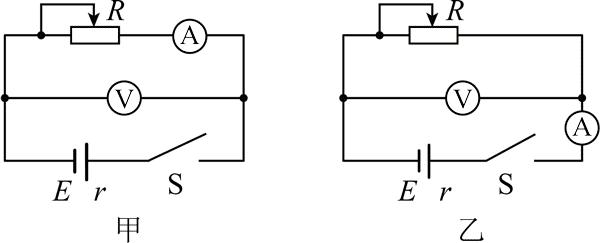 R R
A
V V
A
E r S E r S
甲 乙